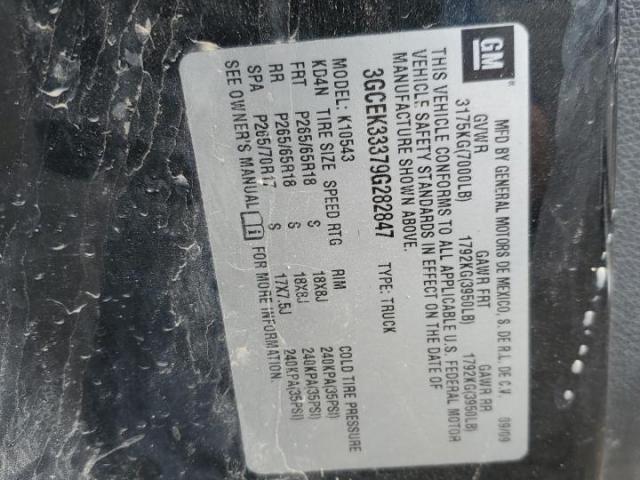 GM
MFD BY GENERAL MOTORS DE MEXICO, S. DE R.L. DE C.V. 09/09
GVWR GAWR FRT GAWR RR
3175KG(7000LB) 1792KG(3950LB) 1792KG(3950LB)
THIS VEHICLE CONFORMS TO ALL APPLICABLE U.S. FEDERAL MOTOR
VEHICLE SAFETY STANDARDS IN EFFECT ON THE DATE OF
MANUFACTURE SHOWN ABOVE.
3GCEK33379G282847 TYPE: TRUCK
MODEL: K10543
KD4N TIRE SIZE SPEED RTG RIM COLD TIRE PRESSURE
FRT P265/65R18 S 18X8J 240KPA(35PSI)
RR P265/65R18 S 18X8J 240KPA(35PSI)
SPA P265/70R17 S 17X7.5J 240KPA(35PSI)
SEE OWNER'S MANUAL i FOR MORE INFORMATION